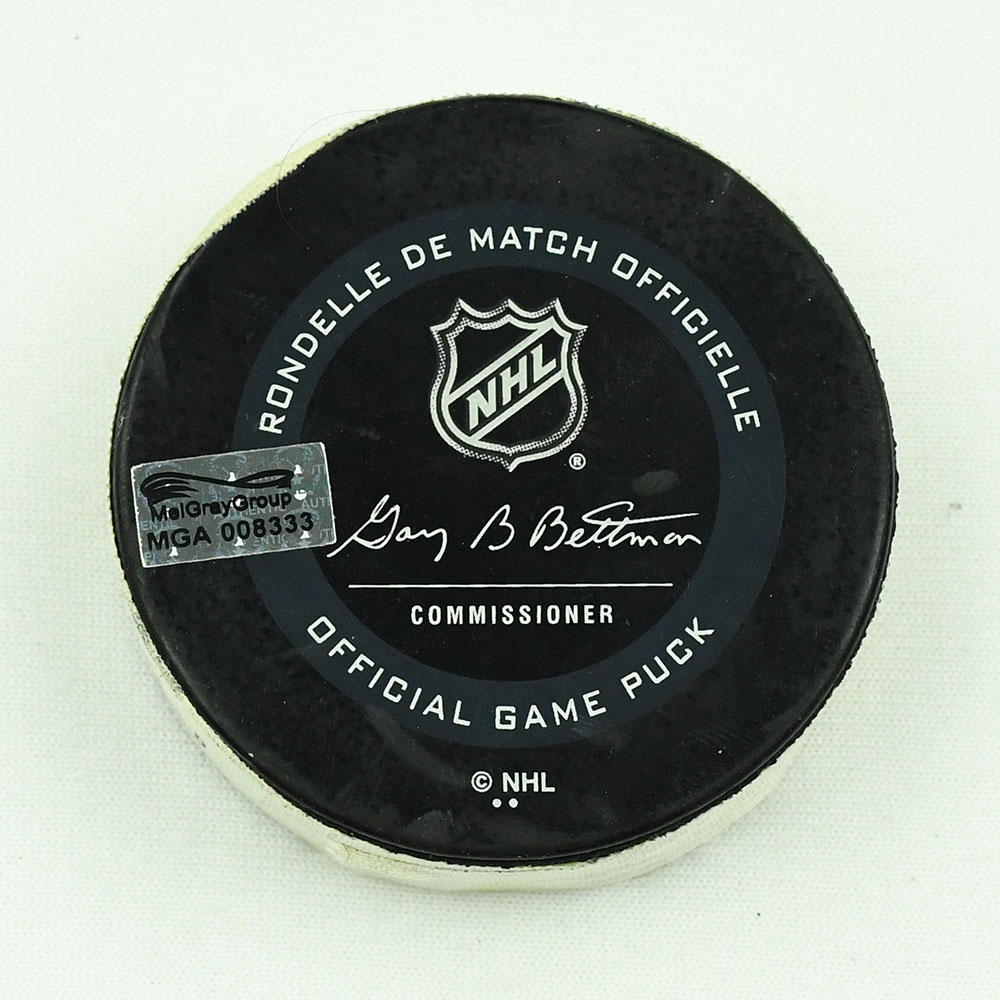 RONDELLE DE MATCH OFFICIELLE
NHL
®
MeiGrayGroup
MGA 008333
Gary B Bettman
COMMISSIONER
OFFICIAL GAME PUCK
© NHL